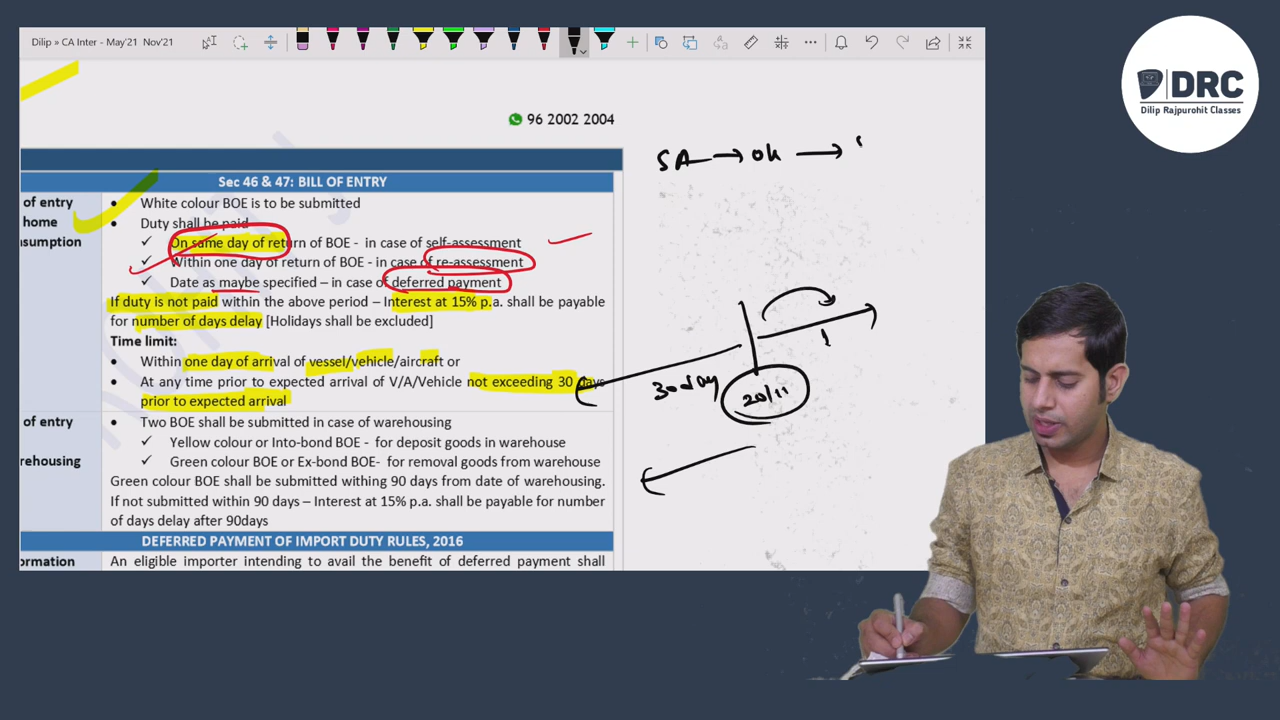 Dilip » CA Inter - May'21 Nov'21
DRC
Dilip Rajpurohit Classes
96 2002 2004
SA → ok →
Sec 46 & 47: BILL OF ENTRY
of entry
home
sumption
• White colour BOE is to be submitted
• Duty shall be paid
✓ On same day of return of BOE - in case of self-assessment
✓ Within one day of return of BOE - in case of re-assessment
✓ Date as maybe specified – in case of deferred payment
If duty is not paid within the above period – Interest at 15% p.a. shall be payable
for number of days delay [Holidays shall be excluded]
Time limit:
• Within one day of arrival of vessel/vehicle/aircraft or
• At any time prior to expected arrival of V/A/Vehicle not exceeding 30 days
prior to expected arrival
1
30 day
20/11
of entry
rehousing
• Two BOE shall be submitted in case of warehousing
✓ Yellow colour or Into-bond BOE - for deposit goods in warehouse
✓ Green colour BOE or Ex-bond BOE- for removal goods from warehouse
Green colour BOE shall be submitted withing 90 days from date of warehousing.
If not submitted within 90 days – Interest at 15% p.a. shall be payable for number
of days delay after 90days
DEFERRED PAYMENT OF IMPORT DUTY RULES, 2016
ormation
An eligible importer intending to avail the benefit of deferred payment shall